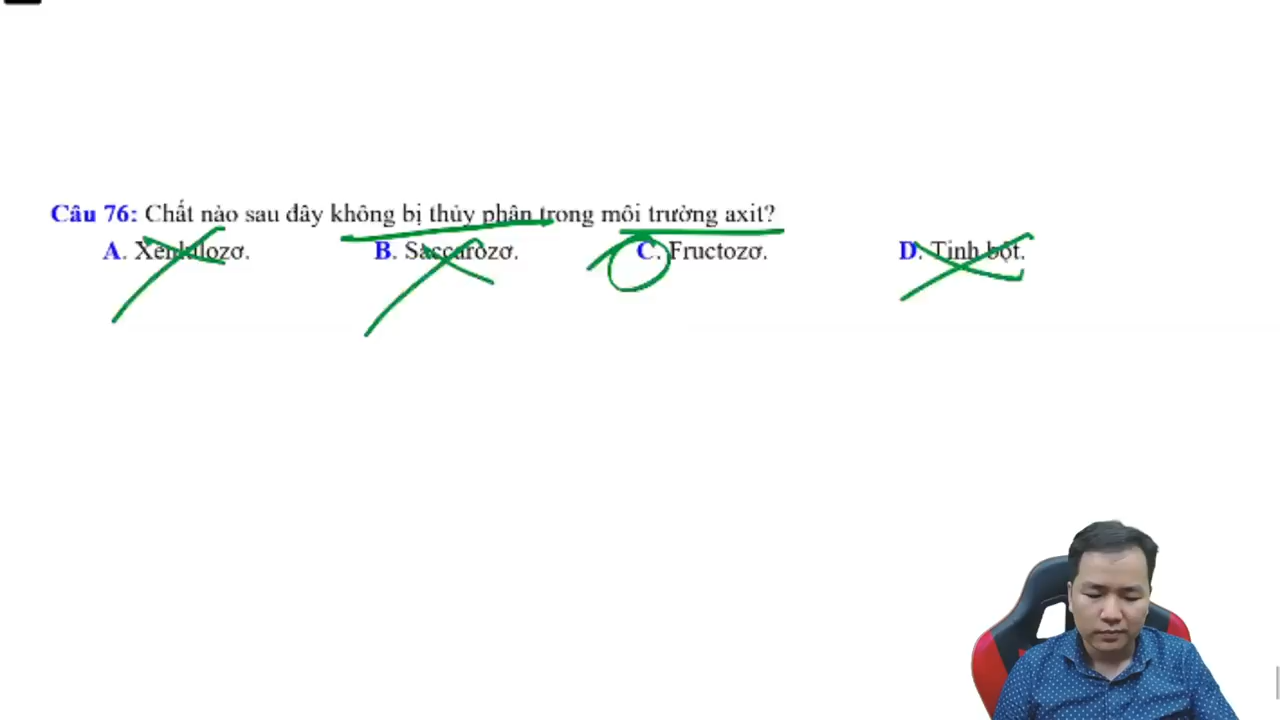 Câu 76: Chất nào sau đây không bị thủy phân trong môi trường axit?
A. Xenlulozơ. B. Saccarozơ. C. Fructozơ. D. Tinh bột.